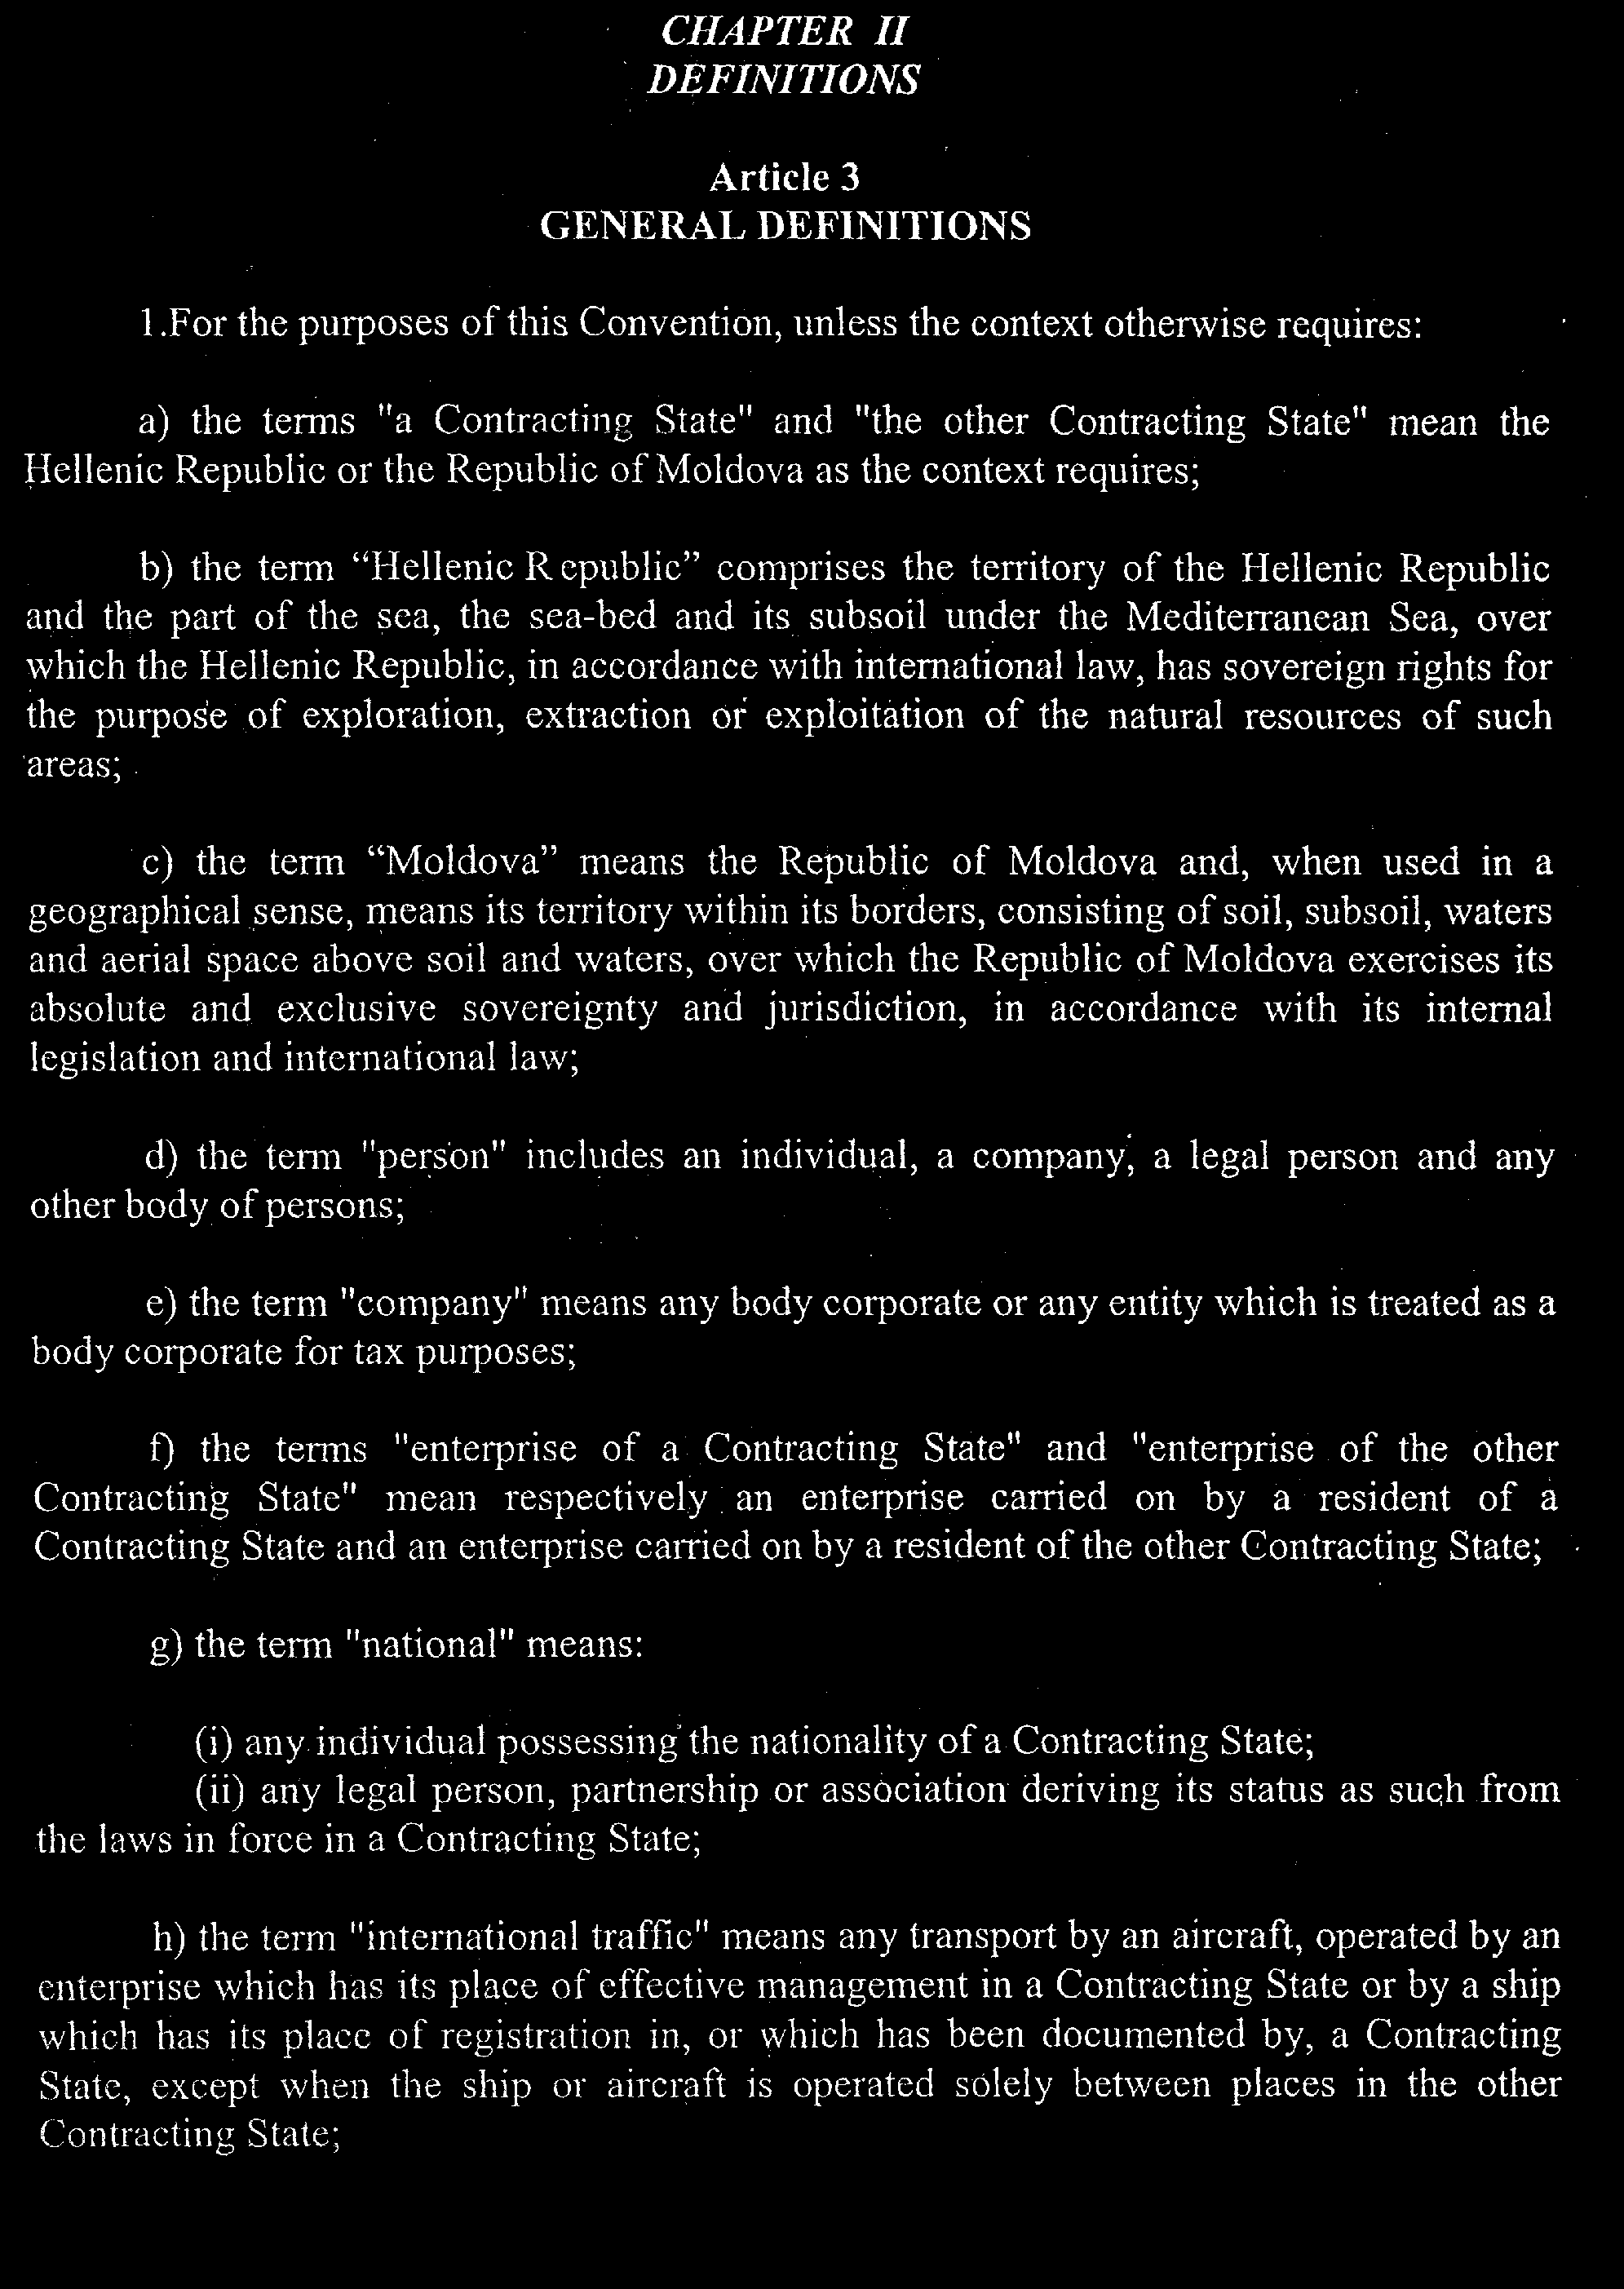 CHAPTER II
DEFINITIONS
Article 3
GENERAL DEFINITIONS
1.For the purposes of this Convention, unless the context otherwise requires:
a) the terms "a Contracting State" and "the other Contracting State" mean the
Hellenic Republic or the Republic of Moldova as the context requires;
b) the term “Hellenic Republic” comprises the territory of the Hellenic Republic
and the part of the sea, the sea-bed and its subsoil under the Mediterranean Sea, over
which the Hellenic Republic, in accordance with international law, has sovereign rights for
the purpose of exploration, extraction or exploitation of the natural resources of such
areas;
c) the term “Moldova” means the Republic of Moldova and, when used in a
geographical sense, means its territory within its borders, consisting of soil, subsoil, waters
and aerial space above soil and waters, over which the Republic of Moldova exercises its
absolute and exclusive sovereignty and jurisdiction, in accordance with its internal
legislation and international law;
d) the term "person" includes an individual, a company, a legal person and any
other body of persons;
e) the term "company" means any body corporate or any entity which is treated as a
body corporate for tax purposes;
f) the terms "enterprise of a Contracting State" and "enterprise of the other
Contracting State" mean respectively an enterprise carried on by a resident of a
Contracting State and an enterprise carried on by a resident of the other Contracting State;
g) the term "national" means:
(i) any individual possessing the nationality of a Contracting State;
(ii) any legal person, partnership or association deriving its status as such from
the laws in force in a Contracting State;
h) the term "international traffic" means any transport by an aircraft, operated by an
enterprise which has its place of effective management in a Contracting State or by a ship
which has its place of registration in, or which has been documented by, a Contracting
State, except when the ship or aircraft is operated solely between places in the other
Contracting State;